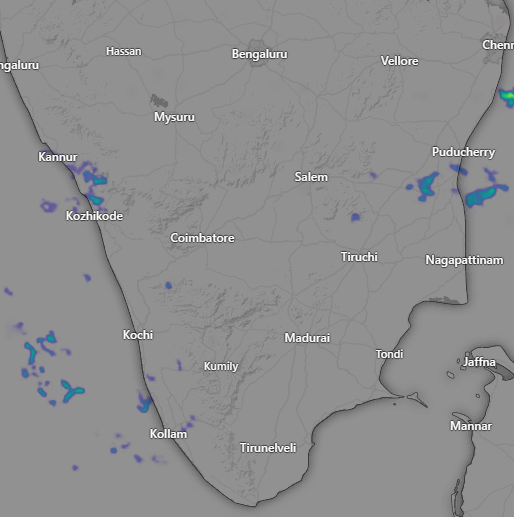 Hassan
Bengaluru
Chenn
ngaluru
Vellore
Mysuru
Kannur
Puducherry
Salem
Kozhikode
Coimbatore
Tiruchi
Nagapattinam
Kochi
Madurai
Tondi
Kumily
Jaffna
Kollam
Mannar
Tirunelveli